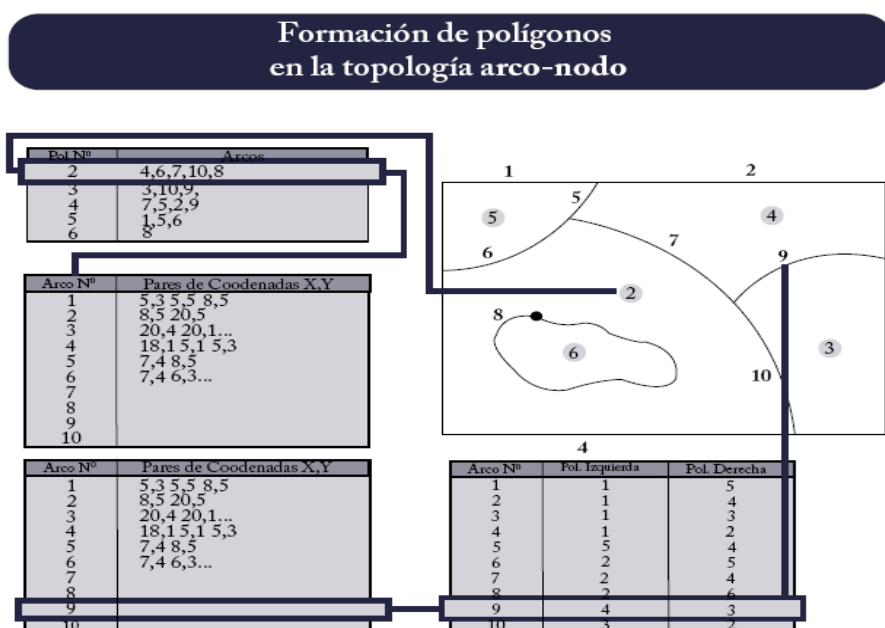 Formación de polígonos
en la topología arco-nodo
Pol Nº Arcos
2 4,6,7,10,8
3 3,10,9,
4 7,5,2,9
5 1,5,6
6 8
Arco Nº Pares de Coodenadas X,Y
1 5,3 5,5 8,5
2 8,5 20,5
3 20,4 20,1...
4 18,1 5,1 5,3
5 7,4 8,5
6 7,4 6,3...
7
8
9
10
1 2
5 5 4
6 7 9
2
8
6 3
10
4
Arco Nº Pares de Coodenadas X,Y
1 5,3 5,5 8,5
2 8,5 20,5
3 20,4 20,1...
4 18,1 5,1 5,3
5 7,4 8,5
6 7,4 6,3...
7
8
9
10
Arco Nº Pol. Izquierda Pol. Derecha
1 1 5
2 1 4
3 1 3
4 1 2
5 5 4
6 2 5
7 2 4
8 2 6
9 4 3
10 3 2